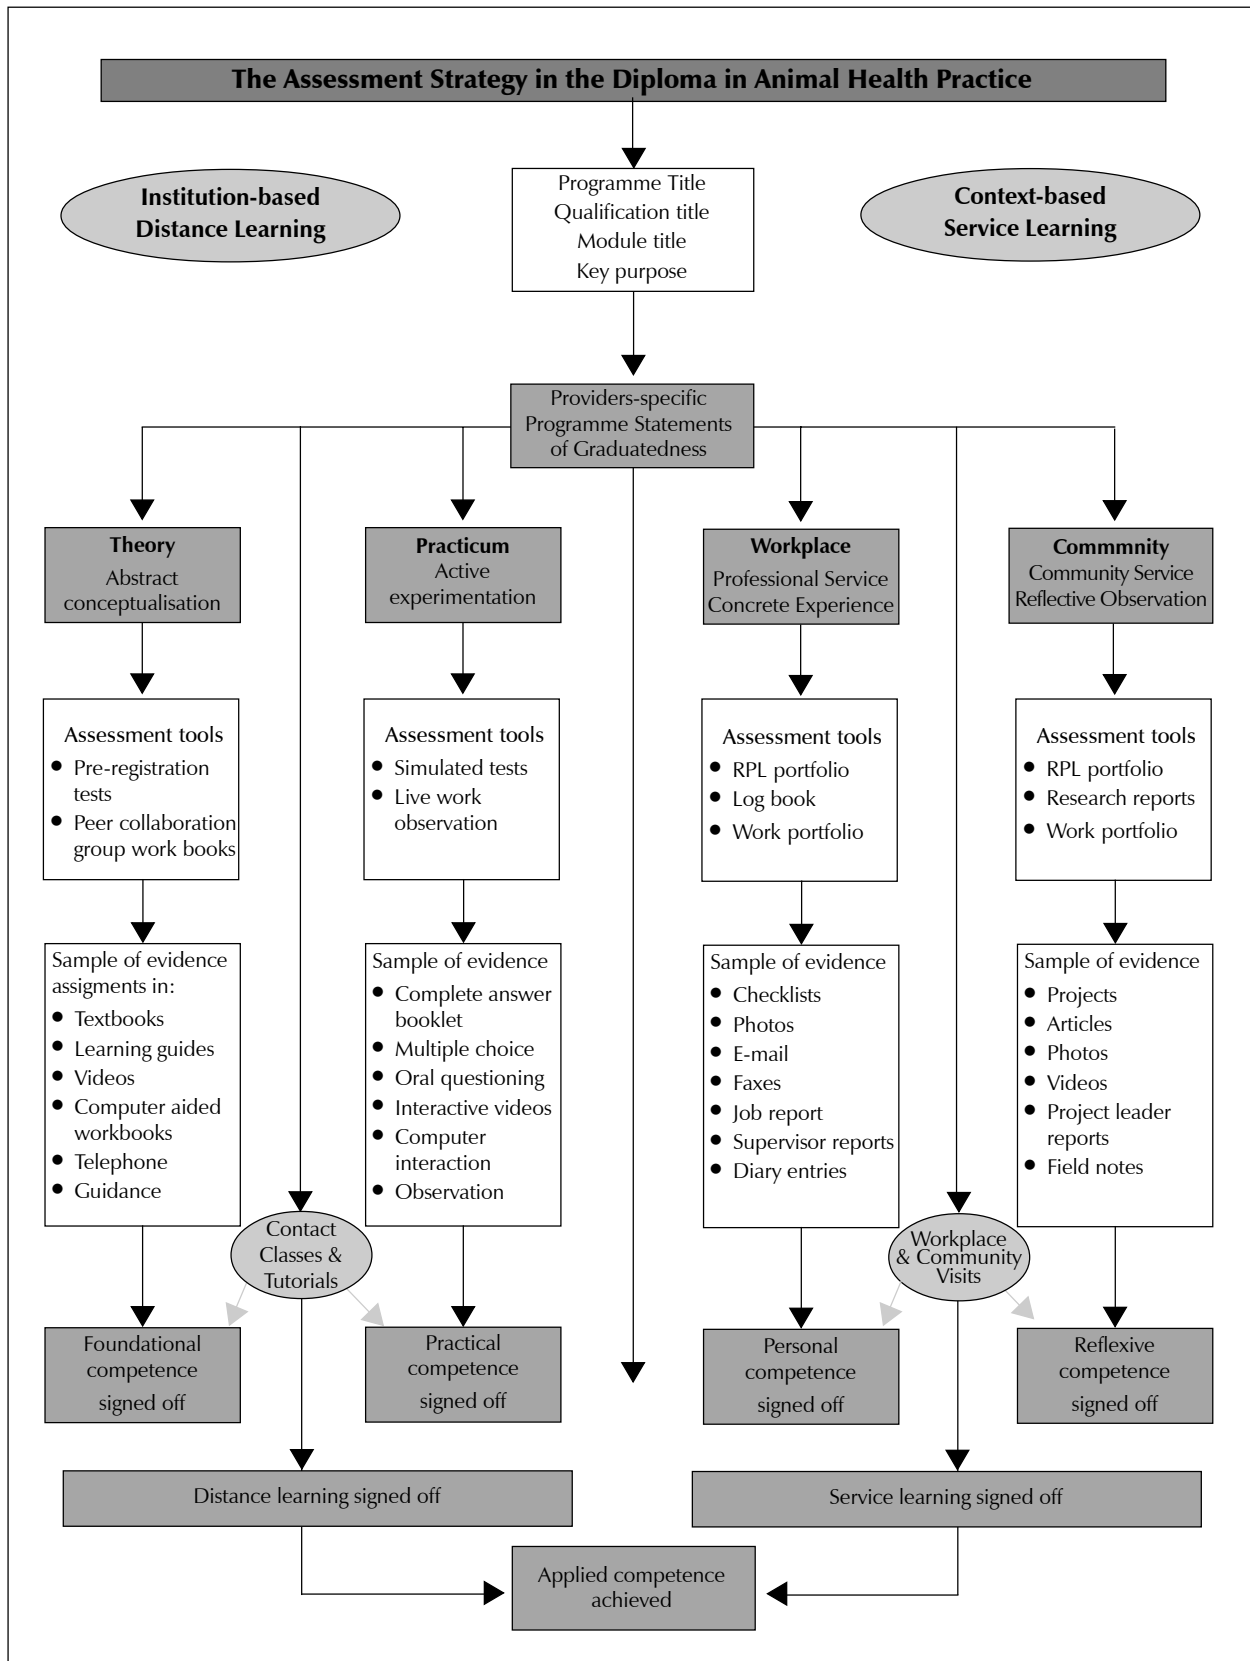 The Assessment Strategy in the Diploma in Animal Health Practice
Institution-based
Distance Learning
Programme Title
Qualification title
Module title
Key purpose
Context-based
Service Learning
Providers-specific
Programme Statements
of Graduatedness
Theory
Abstract
conceptualisation
Practicum
Active
experimentation
Workplace
Professional Service
Concrete Experience
Commmnity
Community Service
Reflective Observation
Assessment tools
● Pre-registration
tests
● Peer collaboration
group work books
Assessment tools
● Simulated tests
● Live work
observation
Assessment tools
● RPL portfolio
● Log book
● Work portfolio
Assessment tools
● RPL portfolio
● Research reports
● Work portfolio
Sample of evidence
assigments in:
● Textbooks
● Learning guides
● Videos
● Computer aided
workbooks
● Telephone
● Guidance
Sample of evidence
● Complete answer
booklet
● Multiple choice
● Oral questioning
● Interactive videos
● Computer
interaction
● Observation
Sample of evidence
● Checklists
● Photos
● E-mail
● Faxes
● Job report
● Supervisor reports
● Diary entries
Sample of evidence
● Projects
● Articles
● Photos
● Videos
● Project leader
reports
● Field notes
Contact
Classes &
Tutorials
Workplace
& Community
Visits
Foundational
competence
signed off
Practical
competence
signed off
Personal
competence
signed off
Reflexive
competence
signed off
Distance learning signed off
Service learning signed off
Applied competence
achieved